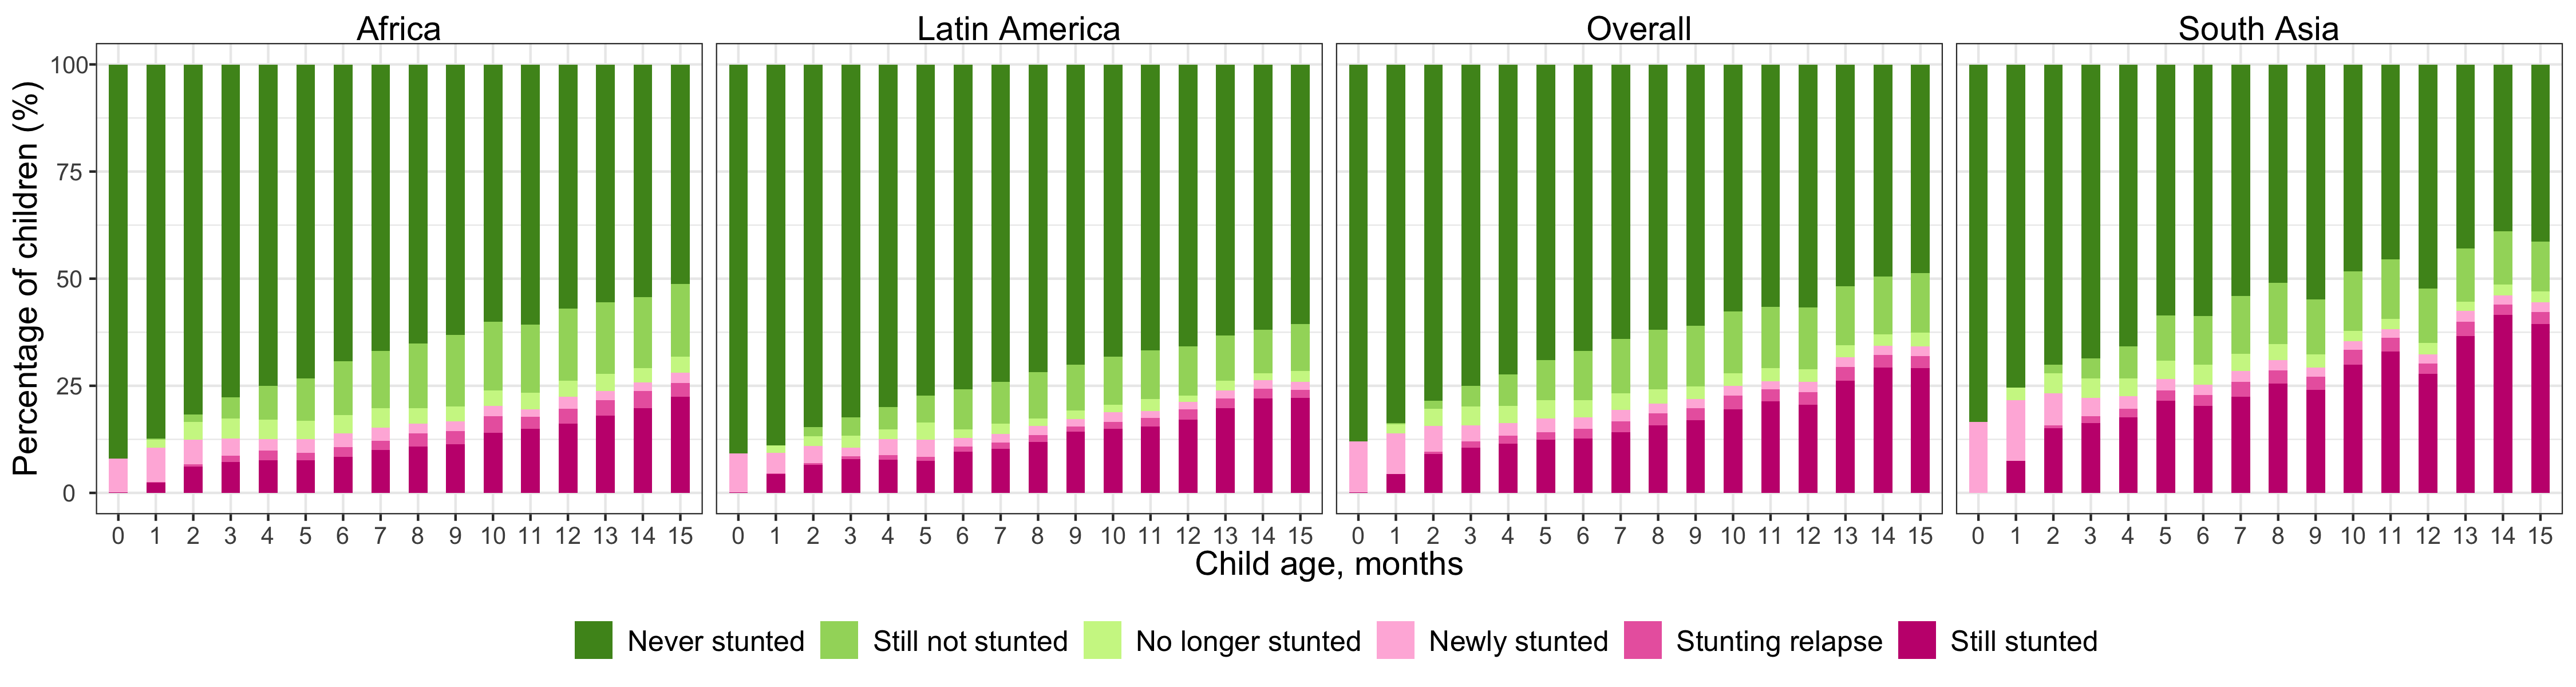 Africa Latin America Overall South Asia
Percentage of children (%)
100
75
50
25
0
0 1 2 3 4 5 6 7 8 9 10 11 12 13 14 15 0 1 2 3 4 5 6 7 8 9 10 11 12 13 14 15 0 1 2 3 4 5 6 7 8 9 10 11 12 13 14 15 0 1 2 3 4 5 6 7 8 9 10 11 12 13 14 15
Child age, months
Never stunted Still not stunted No longer stunted Newly stunted Stunting relapse Still stunted